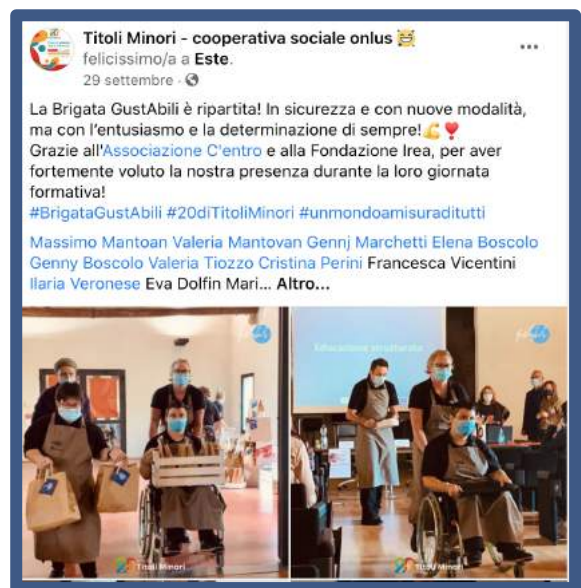 Titoli Minori - cooperativa sociale onlus 😹
felicissimo/a a Este.
29 settembre ·
La Brigata GustAbili è ripartita! In sicurezza e con nuove modalità,
ma con l'entusiasmo e la determinazione di sempre!💪❣️
Grazie all'Associazione C'entro e alla Fondazione Irea, per aver
fortemente voluto la nostra presenza durante la loro giornata
formativa!
#BrigataGustAbili #20diTitoliMinori #unmondoamisuraditutti
Massimo Mantoan Valeria Mantovan Gennj Marchetti Elena Boscolo
Genny Boscolo Valeria Tiozzo Cristina Perini Francesca Vicentini
Ilaria Veronese Eva Dolfin Mari... Altro...
Educazione strutturata
Titoli Minori
Titoli Minori